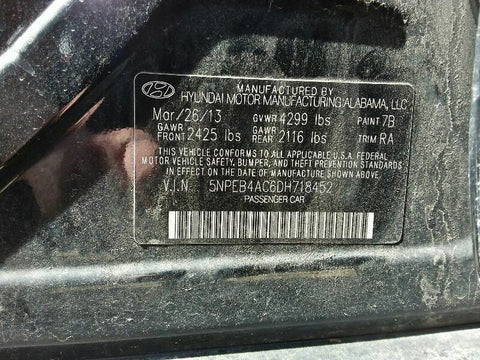 MANUFACTURED BY
HYUNDAI MOTOR MANUFACTURING ALABAMA, LLC
Mar/26/13 GVWR 4299 lbs PAINT 7B
GAWR FRONT 2425 lbs GAWR REAR 2116 lbs TRIM RA
THIS VEHICLE CONFORMS TO ALL APPLICABLE U.S.A. FEDERAL
MOTOR VEHICLE SAFETY, BUMPER, AND THEFT PREVENTION STANDARDS
IN EFFECT ON THE DATE OF MANUFACTURE SHOWN ABOVE.
V.I.N. 5NPEB4AC6DH718452
PASSENGER CAR